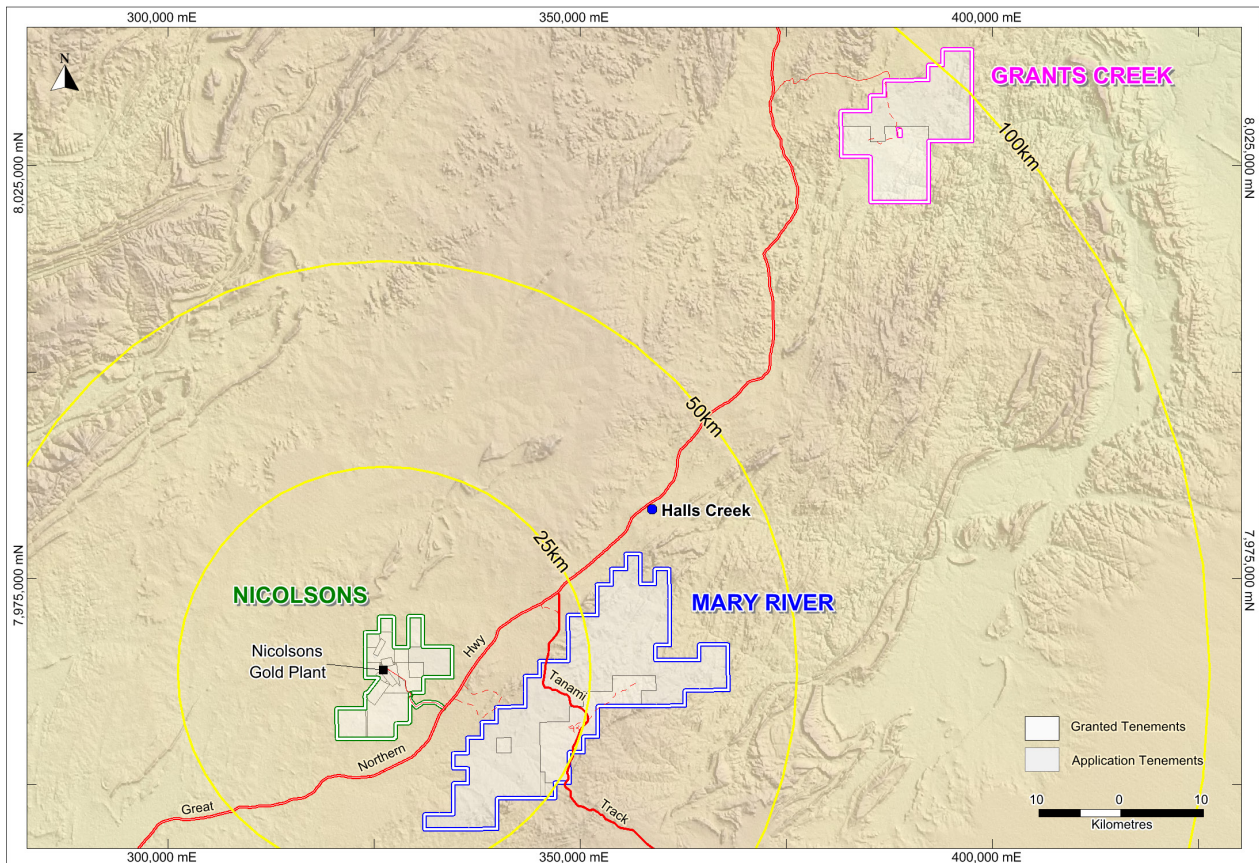 300,000 mE
350,000 mE
400,000 mE
N
GRANTS CREEK
100km
8,025,000 mN
8,025,000 mN
50km
Halls Creek
25km
7,975,000 mN
7,975,000 mN
NICOLSONS
MARY RIVER
Nicolsons
Gold Plant
Hwy
Tanami
Northern
Great
Track
Granted Tenements
Application Tenements
10 0 10
Kilometres
300,000 mE
350,000 mE
400,000 mE